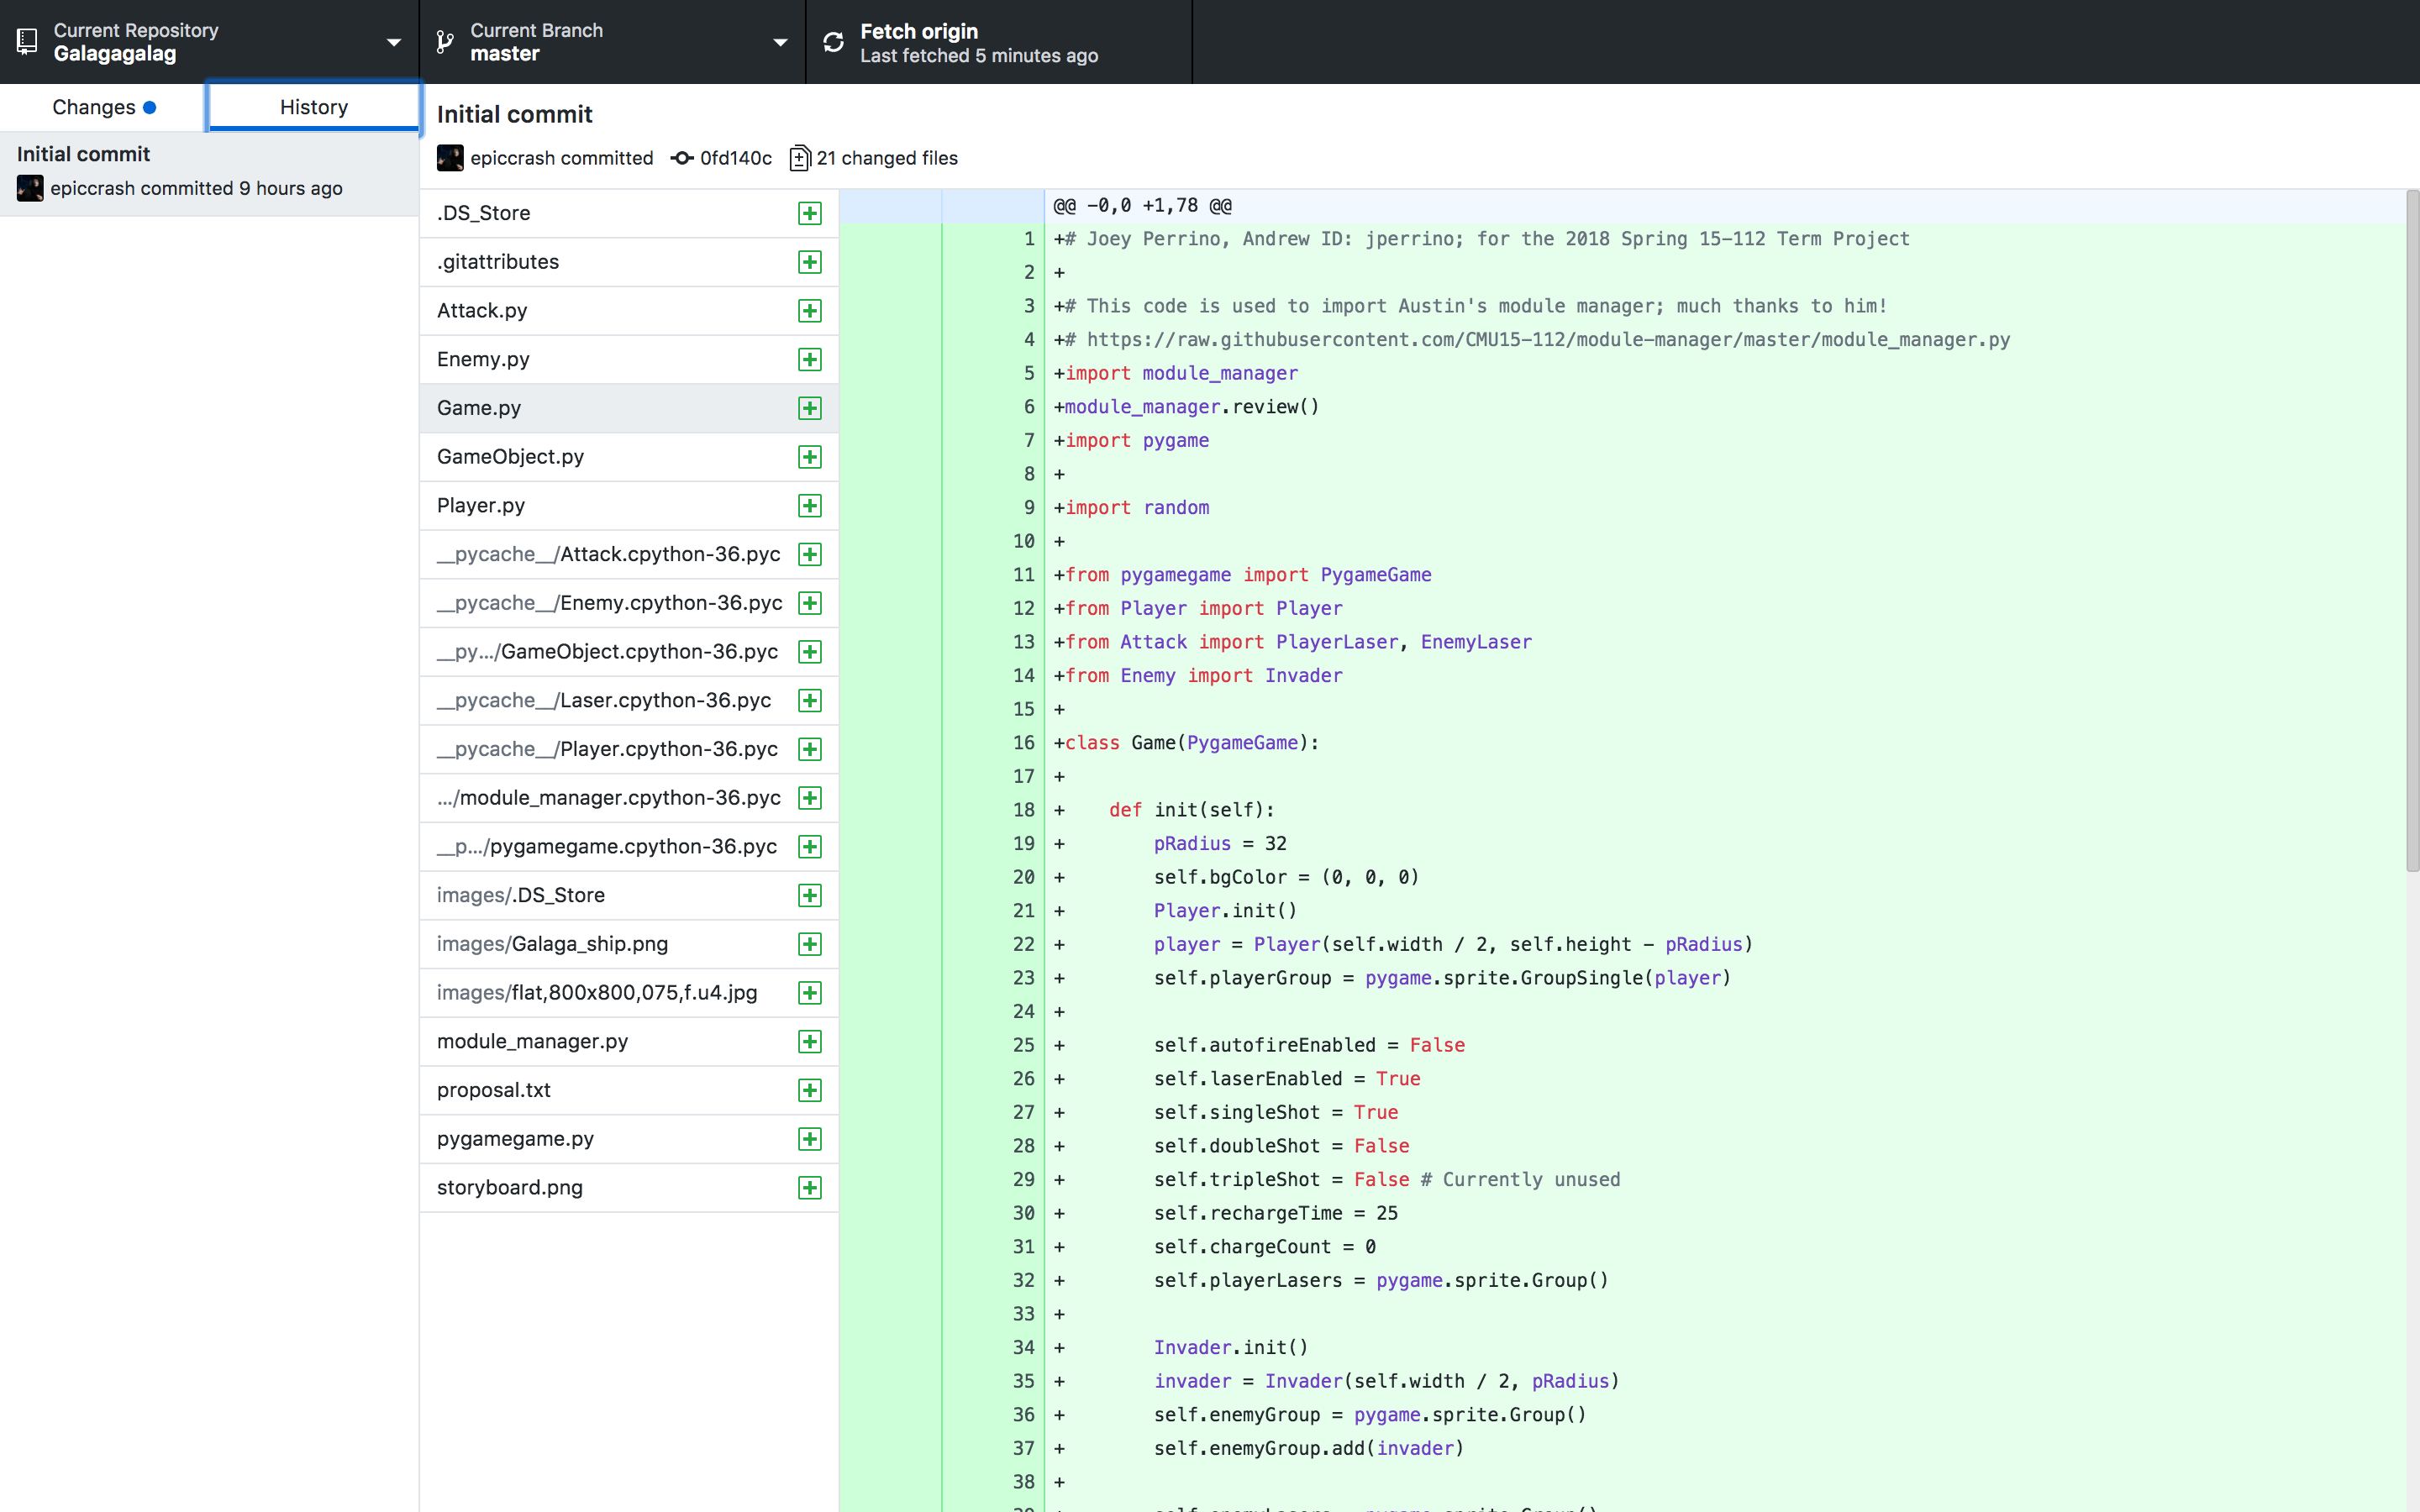 Current Repository
Galagagalag
Current Branch
master
Fetch origin
Last fetched 5 minutes ago
Changes
History
Initial commit
epiccrash committed 9 hours ago
Initial commit
epiccrash committed 0fd140c 21 changed files
.DS_Store
.gitattributes
Attack.py
Enemy.py
Game.py
GameObject.py
Player.py
__pycache__/Attack.cpython-36.pyc
__pycache__/Enemy.cpython-36.pyc
__py.../GameObject.cpython-36.pyc
__pycache__/Laser.cpython-36.pyc
__pycache__/Player.cpython-36.pyc
.../module_manager.cpython-36.pyc
__p.../pygamegame.cpython-36.pyc
images/.DS_Store
images/Galaga_ship.png
images/flat,800x800,075,f.u4.jpg
module_manager.py
proposal.txt
pygamegame.py
storyboard.png
@@ -0,0 +1,78 @@
1 +# Joey Perrino, Andrew ID: jperrino; for the 2018 Spring 15-112 Term Project
2 +
3 +# This code is used to import Austin's module manager; much thanks to him!
4 +# https://raw.githubusercontent.com/CMU15-112/module-manager/master/module_manager.py
5 +import module_manager
6 +module_manager.review()
7 +import pygame
8 +
9 +import random
10 +
11 +from pygamegame import PygameGame
12 +from Player import Player
13 +from Attack import PlayerLaser, EnemyLaser
14 +from Enemy import Invader
15 +
16 +class Game(PygameGame):
17 +
18 +    def init(self):
19 +        pRadius = 32
20 +        self.bgColor = (0, 0, 0)
21 +        Player.init()
22 +        player = Player(self.width / 2, self.height - pRadius)
23 +        self.playerGroup = pygame.sprite.GroupSingle(player)
24 +
25 +        self.autofireEnabled = False
26 +        self.laserEnabled = True
27 +        self.singleShot = True
28 +        self.doubleShot = False
29 +        self.tripleShot = False # Currently unused
30 +        self.rechargeTime = 25
31 +        self.chargeCount = 0
32 +        self.playerLasers = pygame.sprite.Group()
33 +
34 +        Invader.init()
35 +        invader = Invader(self.width / 2, pRadius)
36 +        self.enemyGroup = pygame.sprite.Group()
37 +        self.enemyGroup.add(invader)
38 +